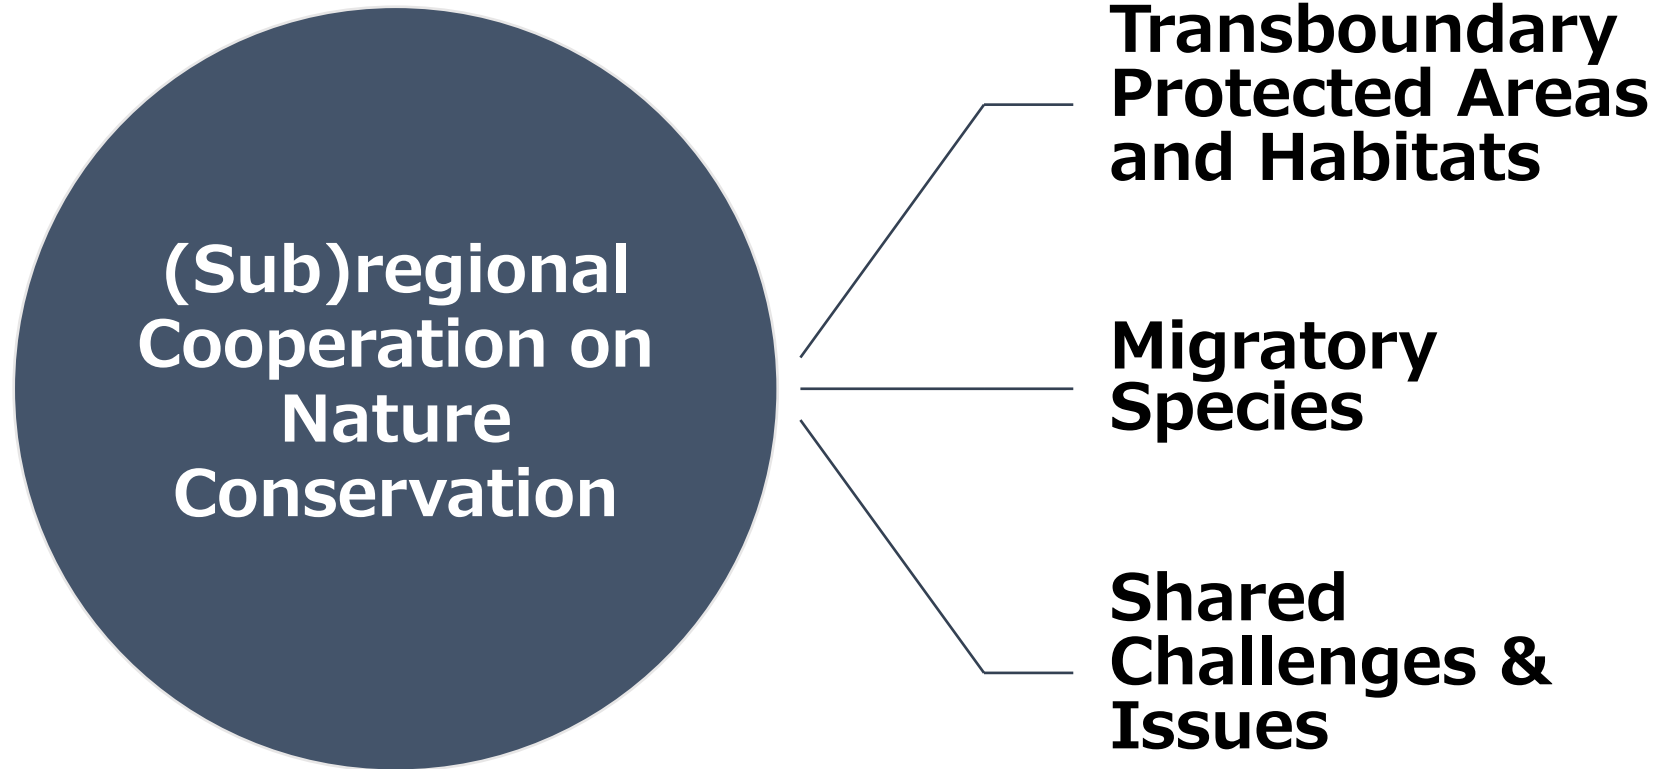 (Sub)regional
Cooperation on
Nature
Conservation
Transboundary
Protected Areas
and Habitats
Migratory
Species
Shared
Challenges &
Issues